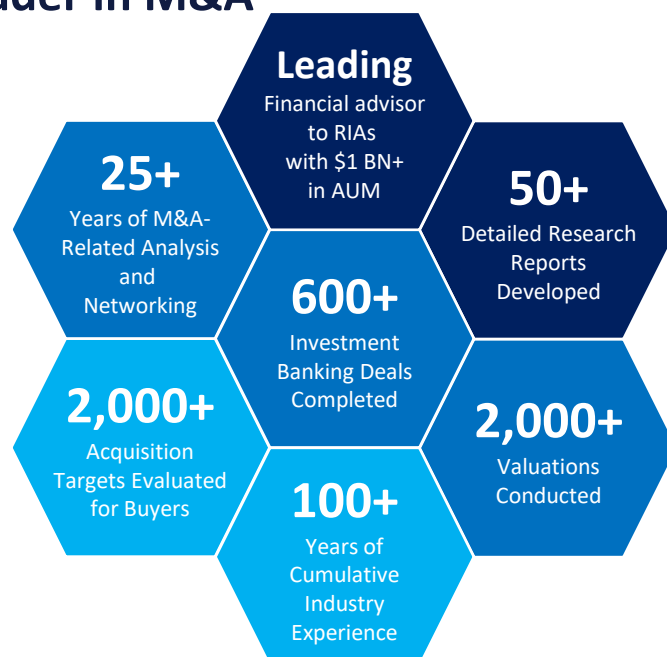 in M&A
Leading
Financial advisor
to RIAs
with $1 BN+
in AUM
25+
Years of M&A-
Related Analysis
and
Networking
50+
Detailed Research
Reports
Developed
600+
Investment
Banking Deals
Completed
2,000+
Acquisition
Targets Evaluated
for Buyers
2,000+
Valuations
Conducted
100+
Years of
Cumulative
Industry
Experience